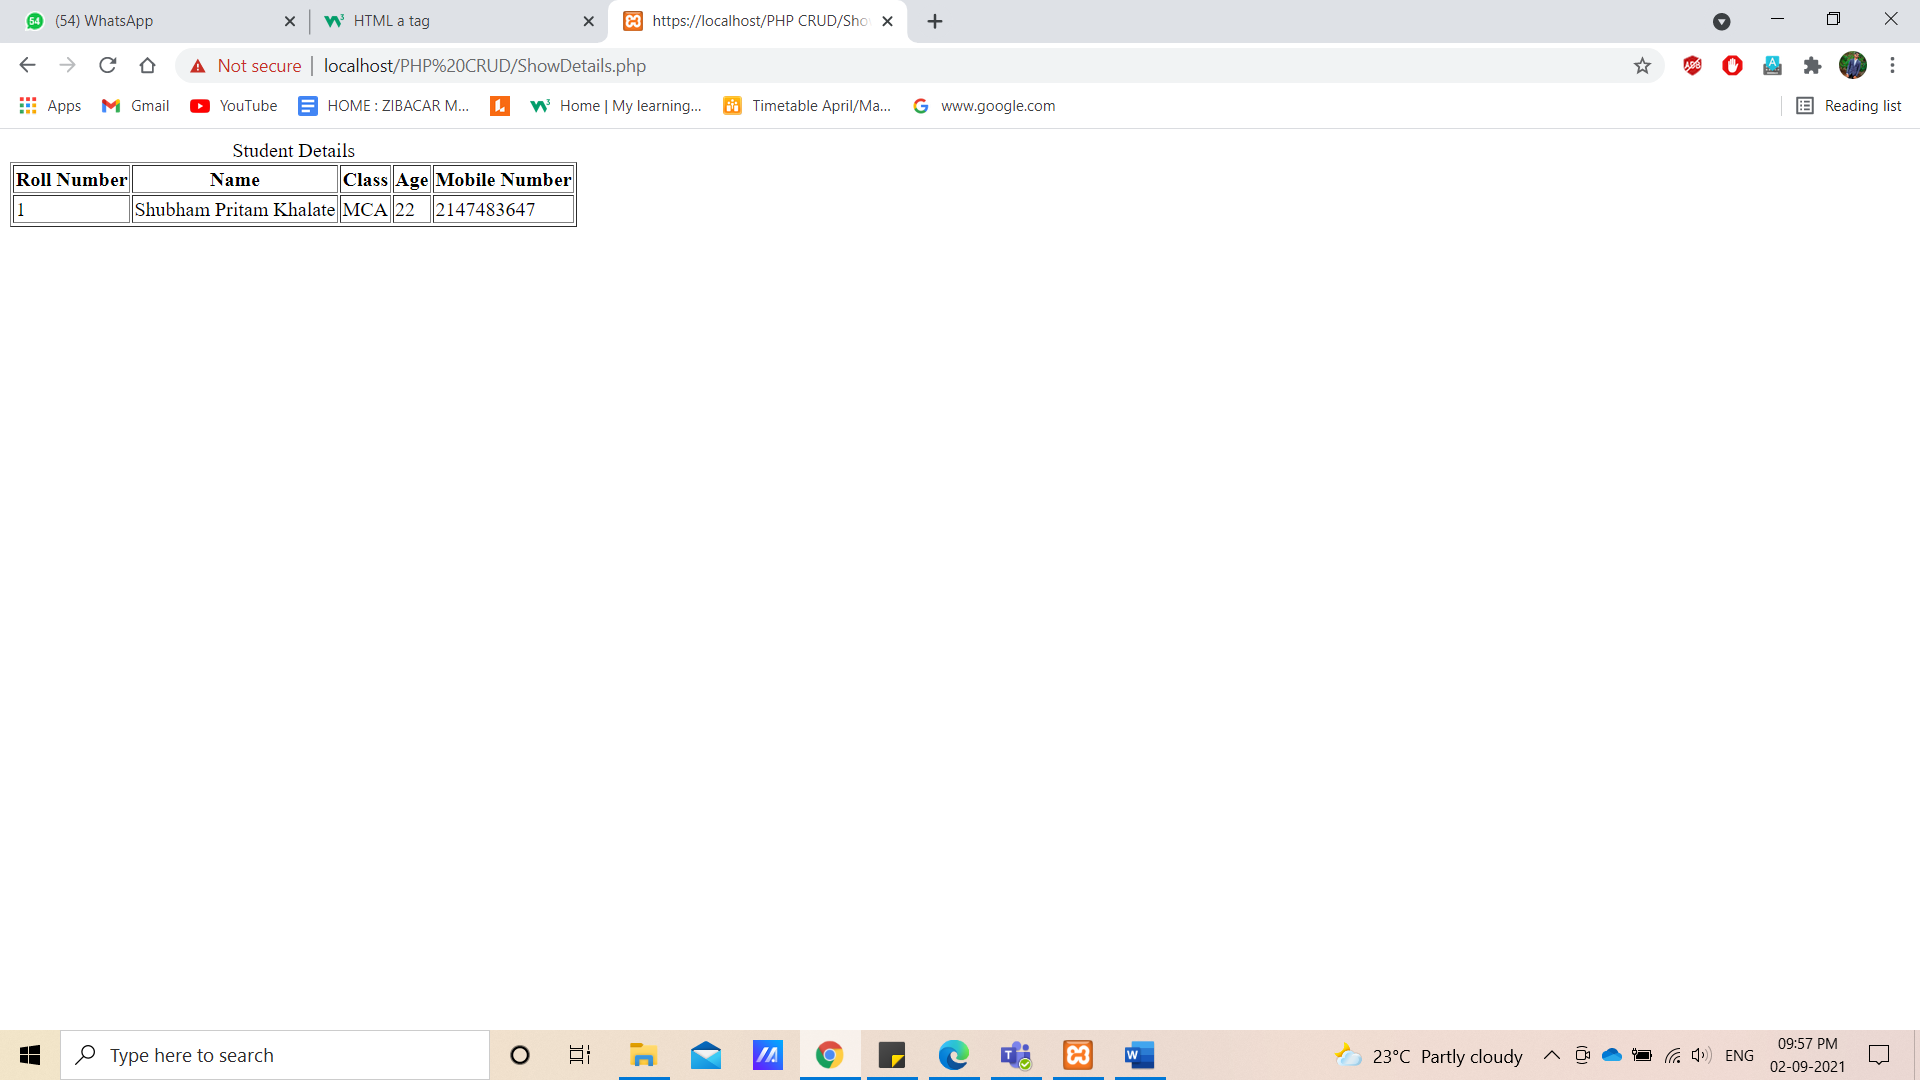 54 (54) WhatsApp
HTML a tag
https://localhost/PHP CRUD/Sho
Not secure | localhost/PHP%20CRUD/ShowDetails.php
Apps Gmail YouTube HOME : ZIBACAR M... Home | My learning... Timetable April/Ma... www.google.com Reading list
Student Details
Roll Number Name Class Age Mobile Number
1 Shubham Pritam Khalate MCA 22 2147483647
Type here to search
23°C Partly cloudy
ENG
09:57 PM
02-09-2021